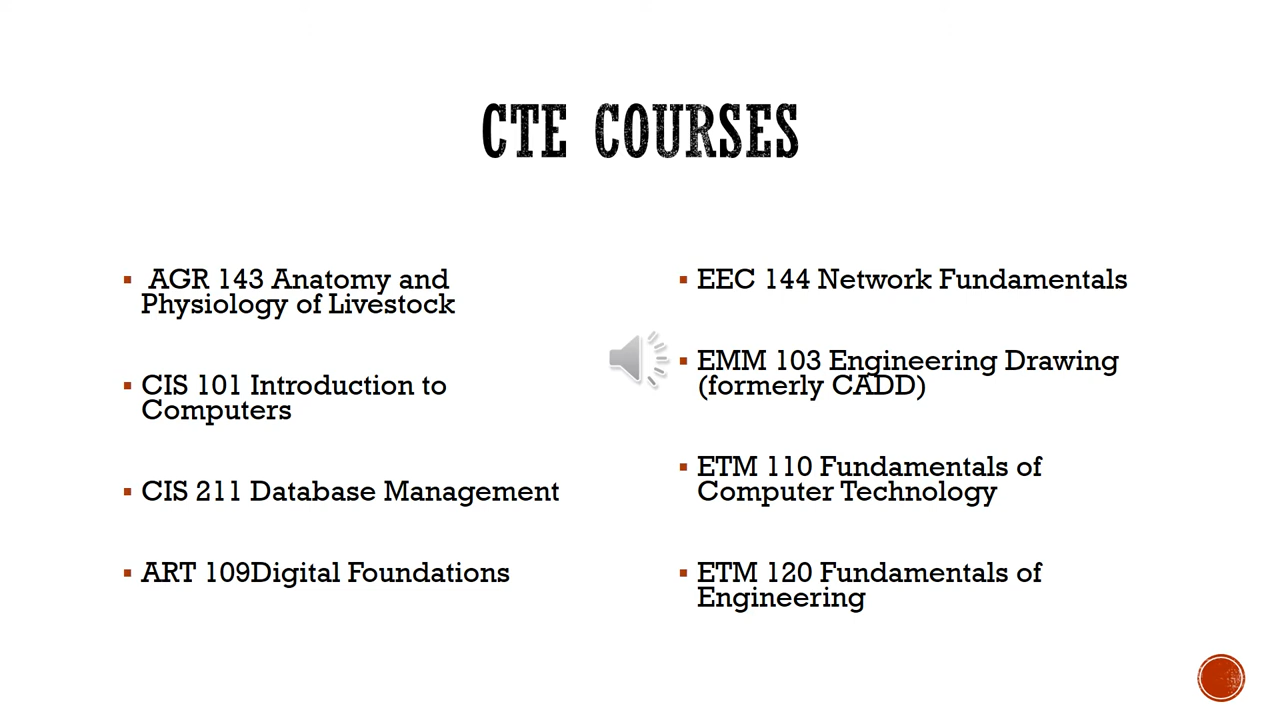 CTE COURSES
AGR 143 Anatomy and
Physiology of Livestock
CIS 101 Introduction to
Computers
CIS 211 Database Management
ART 109Digital Foundations
EEC 144 Network Fundamentals
EMM 103 Engineering Drawing
(formerly CADD)
ETM 110 Fundamentals of
Computer Technology
ETM 120 Fundamentals of
Engineering